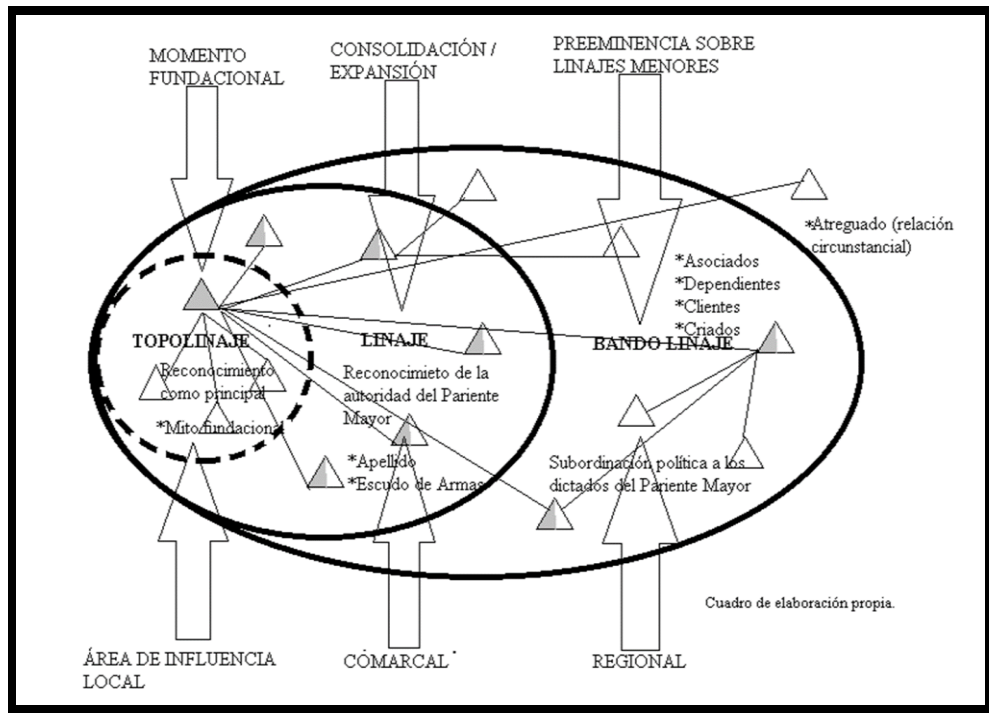 MOMENTO
FUNDACIONAL
CONSOLIDACIÓN /
EXPANSIÓN
PREEMINENCIA SOBRE
LINAJES MENORES
*Atreguado (relación
circunstancial)
*Asociados
*Dependientes
*Clientes
*Criados
TOPOLINAJE
Reconocimiento
como principal
*Mito fundacional
LINAJE
Reconocimieto de la
autoridad del Pariente
Mayor
*Apellido
*Escudo de Armas
BANDO LINAJE
Subordinación política a los
dictados del Pariente Mayor
Cuadro de elaboración propia.
ÁREA DE INFLUENCIA
LOCAL
COMARCAL
REGIONAL